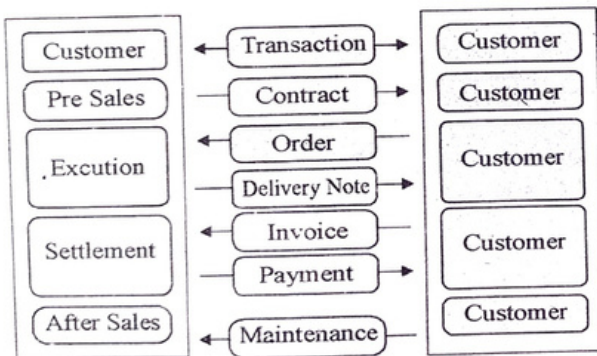 Customer Transaction Customer
Pre Sales Contract Customer
Order
. Excution Customer
Delivery Note
Invoice
Settlement Customer
Payment
After Sales Maintenance Customer